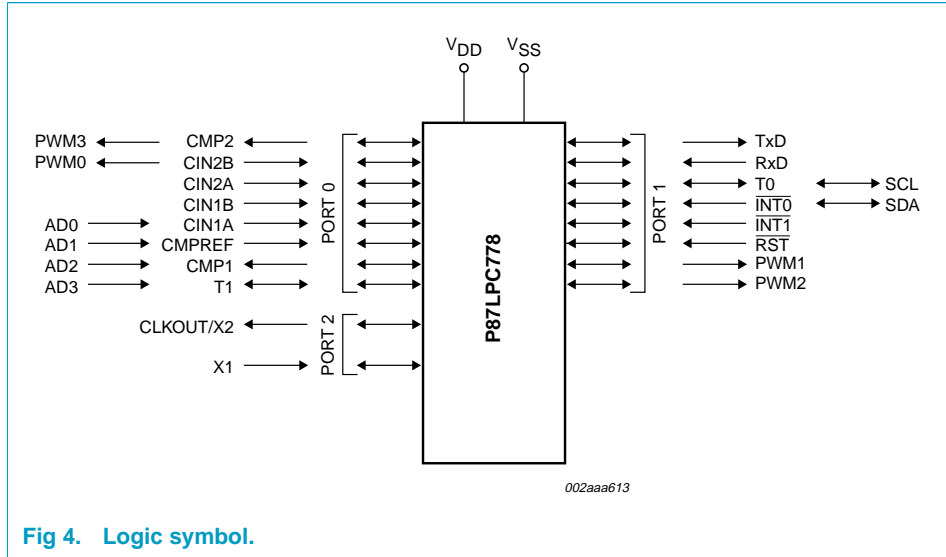 VDD VSS
PWM3 CMP2 TxD
PWM0 CIN2B RxD
CIN2A T0 SCL
CIN1B INT0 SDA
AD0 CIN1A INT1
AD1 CMPREF RST
AD2 CMP1 PWM1
AD3 T1 PWM2
PORT 0
PORT 1
P87LPC778
CLKOUT/X2
X1
PORT 2
002aaa613
Fig 4. Logic symbol.